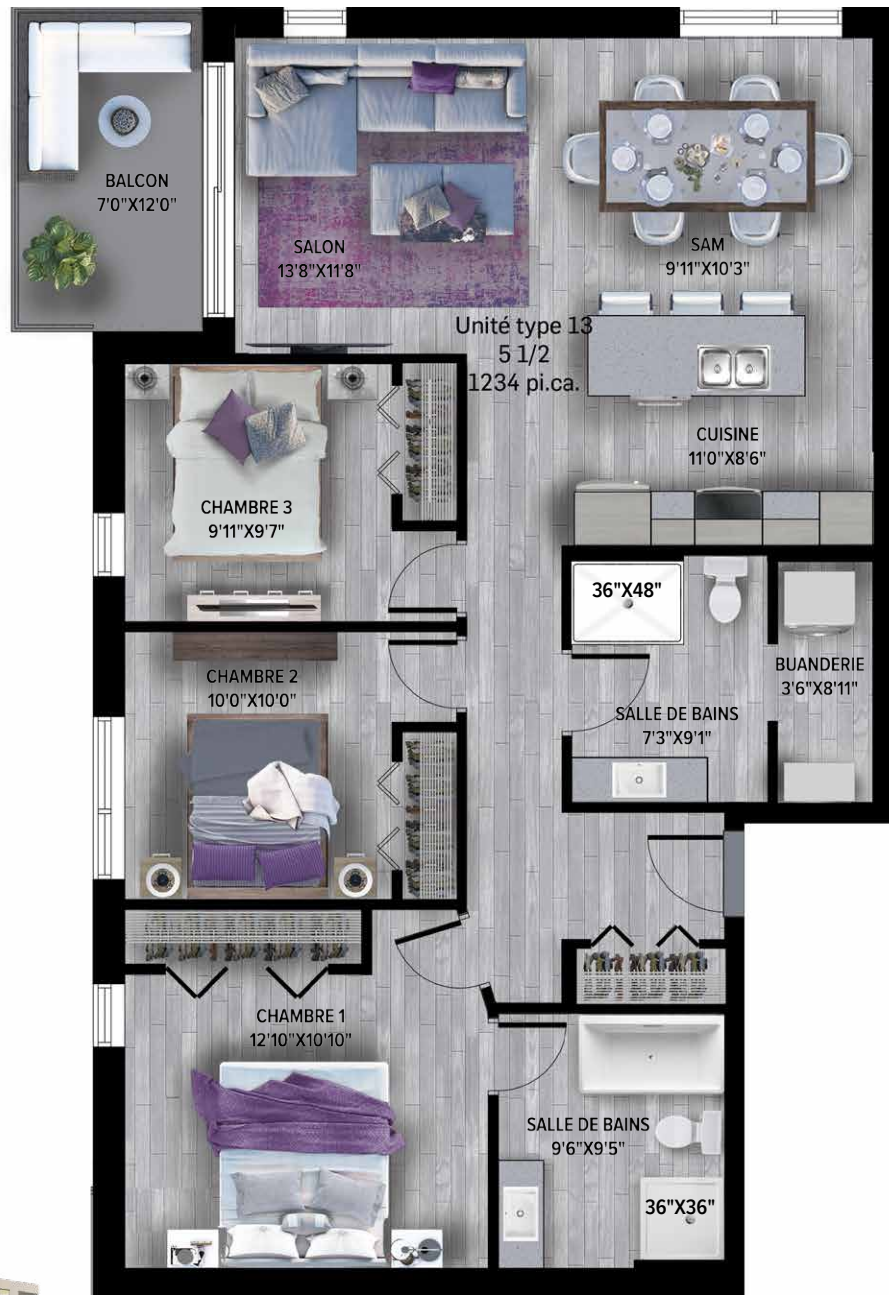 BALCON
7'0"X12'0"
SALON
13'8"X11'8"
SAM
9'11"X10'3"
Unité type 13
5 1/2
1234 pi.ca.
CUISINE
11'0"X8'6"
CHAMBRE 3
9'11"X9'7"
36"X48"
BUANDERIE
3'6"X8'11"
CHAMBRE 2
10'0"X10'0"
SALLE DE BAINS
7'3"X9'1"
CHAMBRE 1
12'10"X10'10"
SALLE DE BAINS
9'6"X9'5"
36"X36"